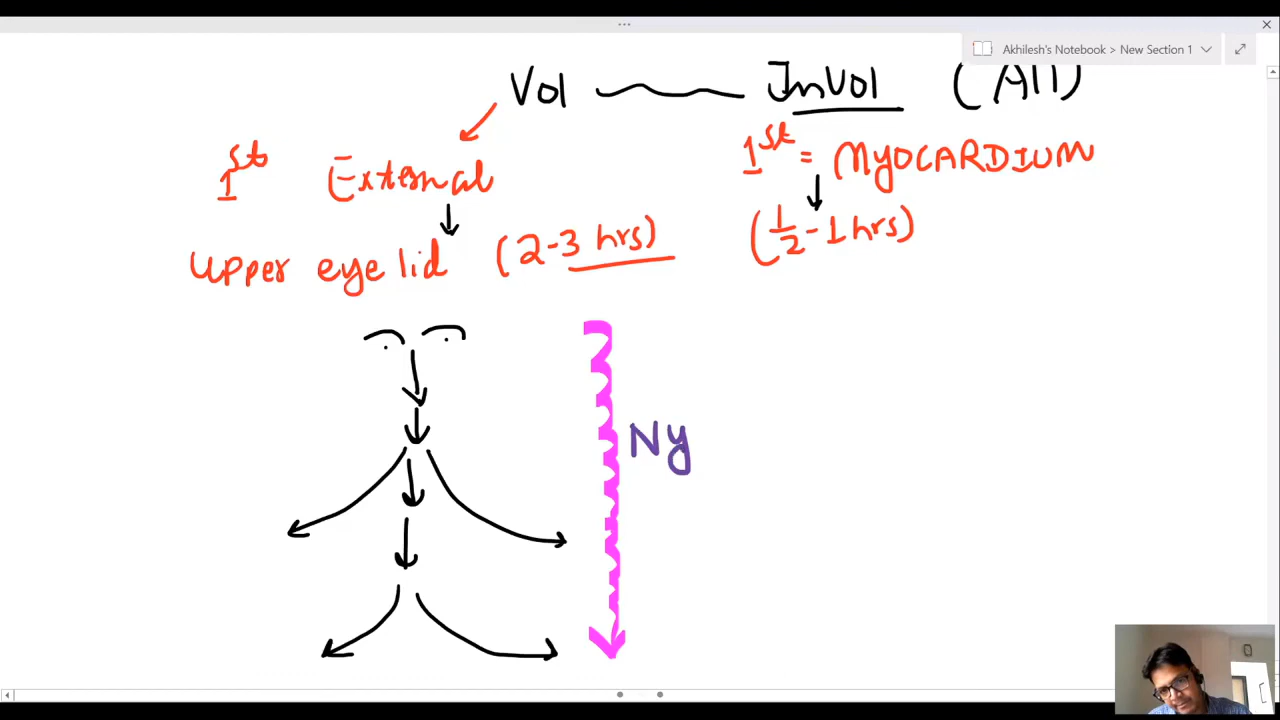 Akhilesh's Notebook > New Section 1
Vol InVol (All)
1st External
1st = MYOCARDIUM
Upper eye lid (2-3 hrs)
(1/2 - 1 hrs)
Ny